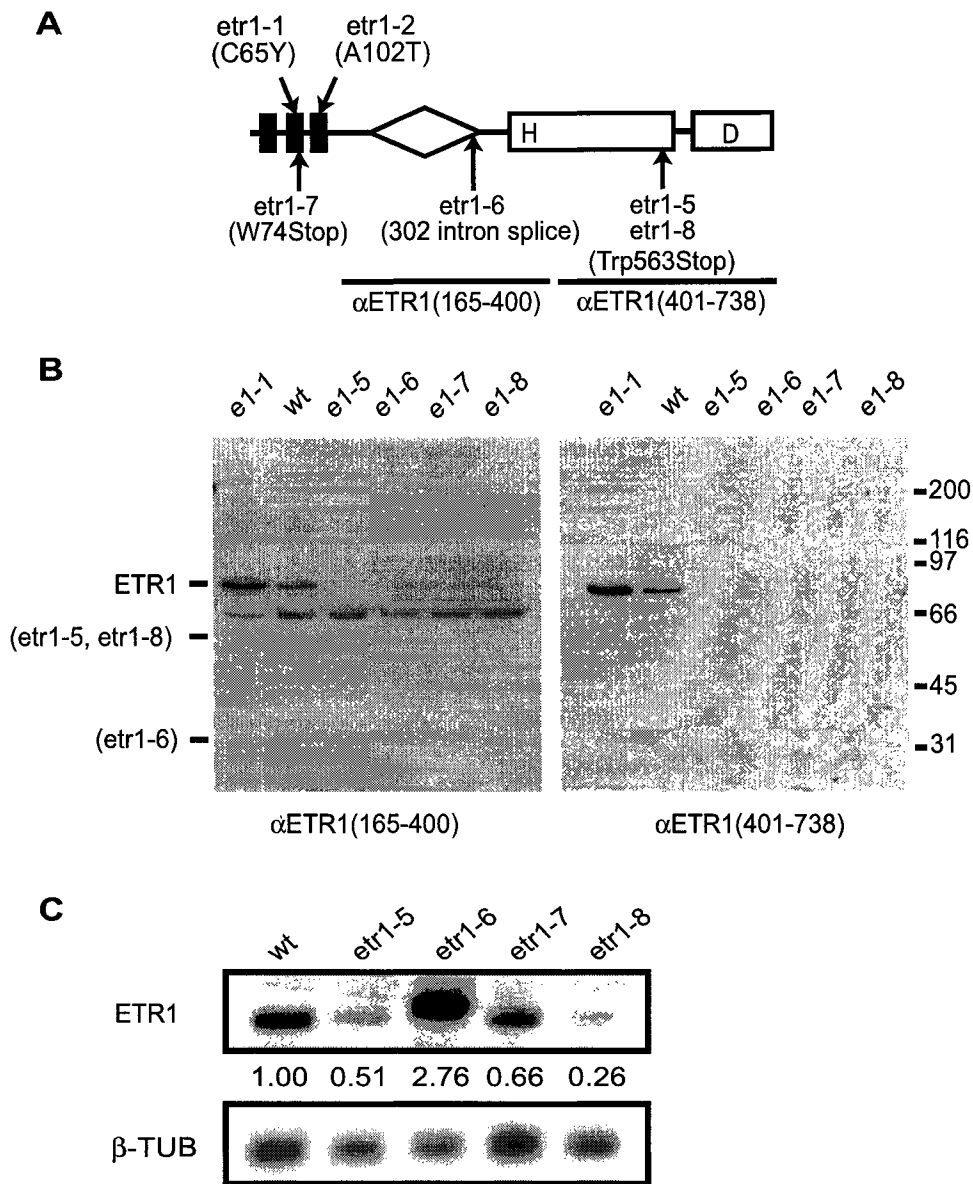 A
etr1-1 etr1-2
(C65Y) (A102T)
H D
etr1-7 etr1-6 etr1-5
(W74Stop) (302 intron splice) etr1-8
(Trp563Stop)
αETR1(165-400) αETR1(401-738)
B
e1-1 wt e1-5 e1-6 e1-7 e1-8 e1-1 wt e1-5 e1-6 e1-7 e1-8
200
116
97
ETR1
66
(etr1-5, etr1-8)
45
(etr1-6)
31
αETR1(165-400) αETR1(401-738)
C
wt etr1-5 etr1-6 etr1-7 etr1-8
ETR1
1.00 0.51 2.76 0.66 0.26
β-TUB